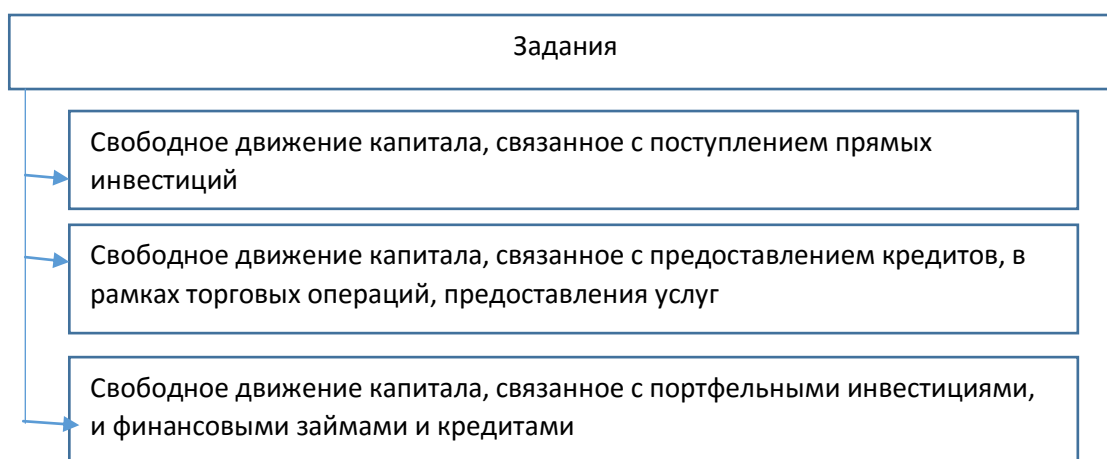 Задания
Свободное движение капитала, связанное с поступлением прямых
инвестиций
Свободное движение капитала, связанное с предоставлением кредитов, в
рамках торговых операций, предоставления услуг
Свободное движение капитала, связанное с портфельными инвестициями,
и финансовыми займами и кредитами